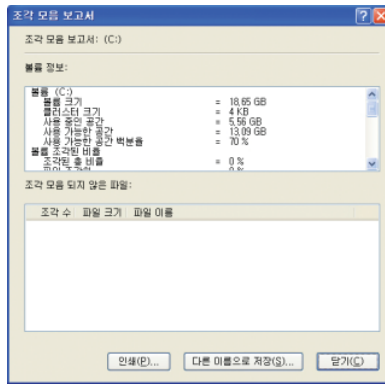 조각 모음 보고서
조각 모음 보고서: (C:)
볼륨 정보:
볼륨 (C:)
볼륨 크기 = 18.65 GB
클러스터 크기 = 4 KB
사용 중인 공간 = 5.56 GB
사용 가능한 공간 = 13.09 GB
사용 가능한 공간 백분율 = 70 %
볼륨 조각난 비율
조각난 총 비율 = 0 %
조각 모음 되지 않은 파일:
조각 수 파일 크기 파일 이름
인쇄(P)... 다른 이름으로 저장(S)... 닫기(C)